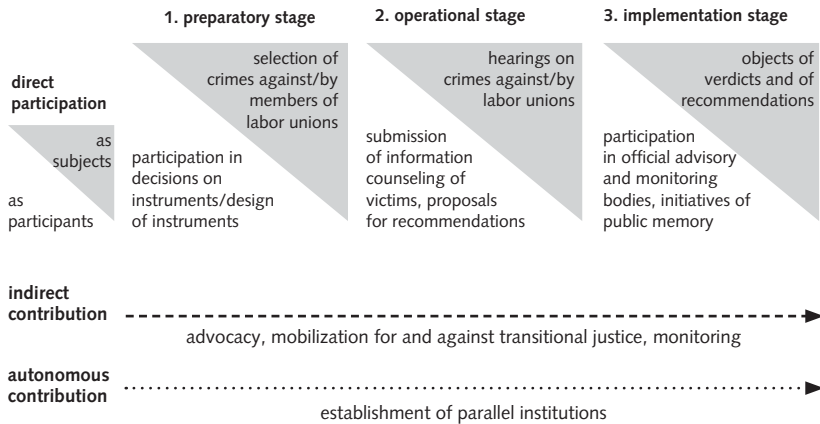 1. preparatory stage
2. operational stage
3. implementation stage
direct
participation
as
subjects
as
participants
selection of
crimes against/by
members of
labor unions
participation in
decisions on
instruments/design
of instruments
hearings on
crimes against/by
labor unions
submission
of information
counseling of
victims, proposals
for recommendations
objects of
verdicts and of
recommendations
participation
in official advisory
and monitoring
bodies, initiatives of
public memory
indirect
contribution
advocacy, mobilization for and against transitional justice, monitoring
autonomous
contribution
establishment of parallel institutions